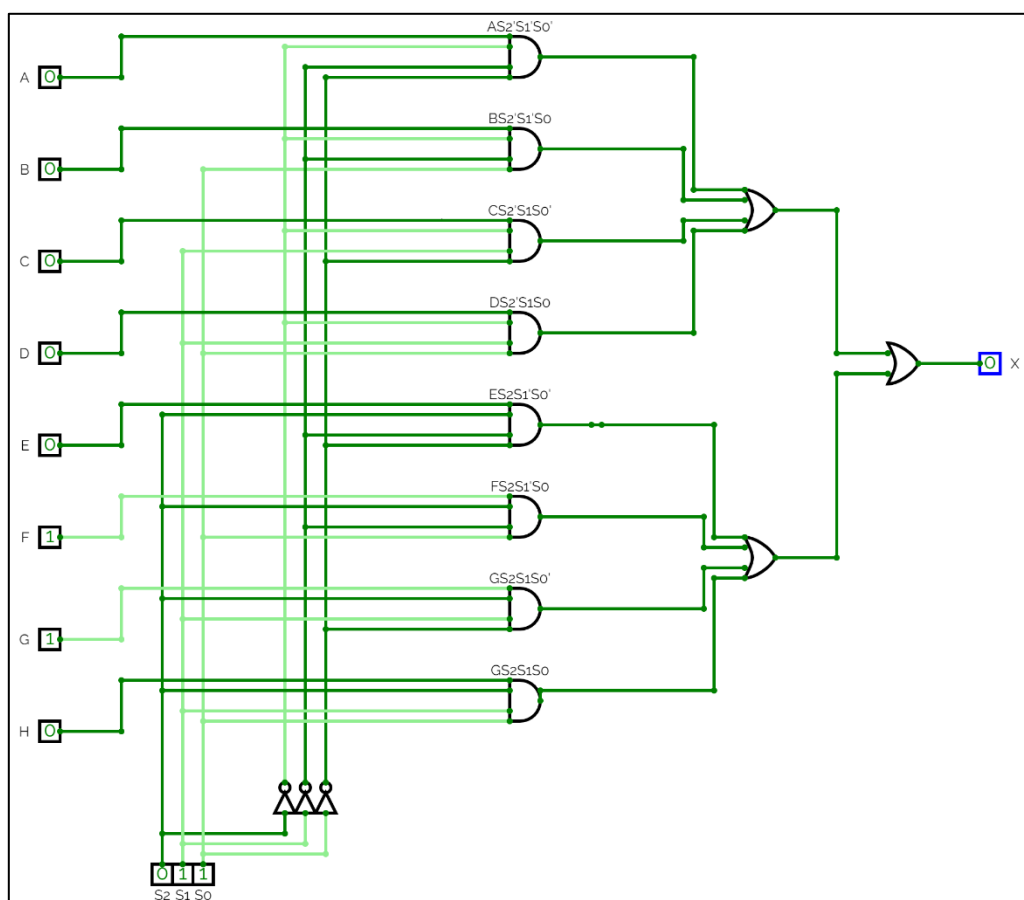 AS2'S1'S0'
A 0
BS2'S1'S0
B 0
CS2'S1S0'
C 0
DS2'S1S0
D 0
0 X
ES2S1'S0'
E 0
FS2S1'S0
F 1
GS2S1S0'
G 1
GS2S1S0
H 0
0 1 1
S2 S1 S0